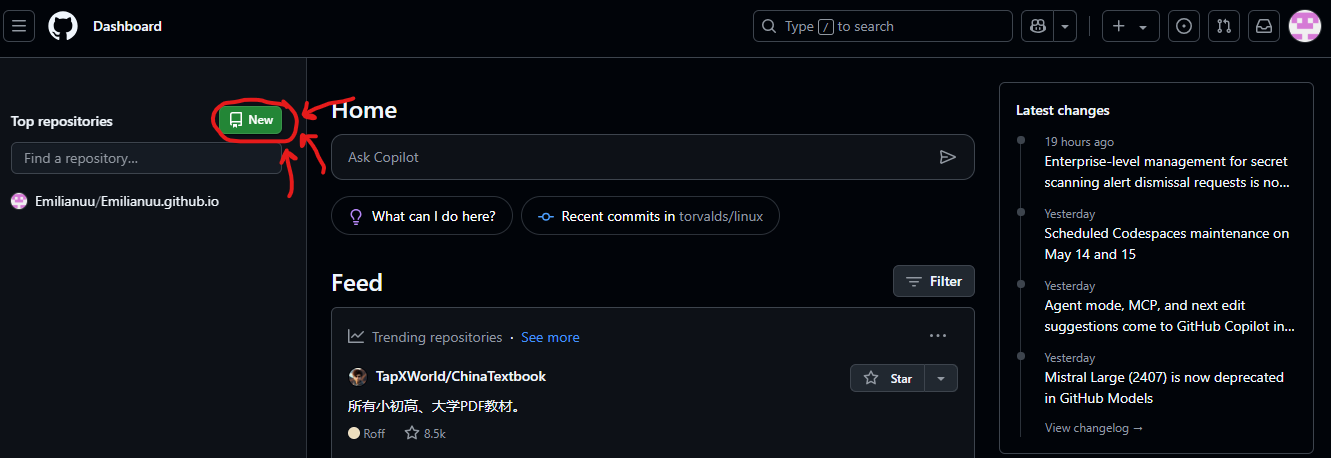 Dashboard
Type / to search
Top repositories
New
Find a repository...
Emilianuu/Emilianuu.github.io
Home
Ask Copilot
What can I do here?
Recent commits in torvalds/linux
Feed
Filter
Trending repositories · See more
TapXWorld/ChinaTextbook
Star
所有小初高、大学PDF教材。
Roff
8.5k
Latest changes
19 hours ago
Enterprise-level management for secret
scanning alert dismissal requests is no...
Yesterday
Scheduled Codespaces maintenance on
May 14 and 15
Yesterday
Agent mode, MCP, and next edit
suggestions come to GitHub Copilot in...
Yesterday
Mistral Large (2407) is now deprecated
in GitHub Models
View changelog →